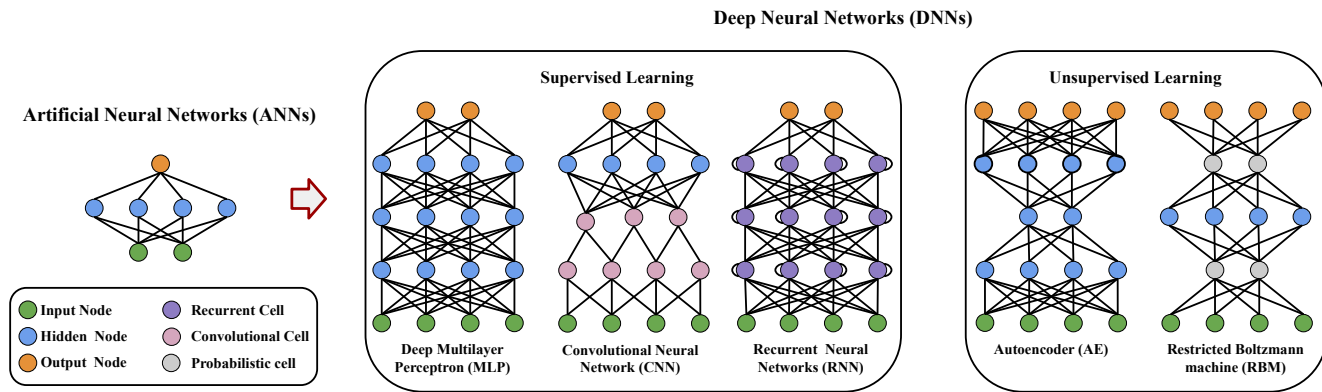 Deep Neural Networks (DNNs)
Supervised Learning
Unsupervised Learning
Artificial Neural Networks (ANNs)
Input Node
Hidden Node
Output Node
Recurrent Cell
Convolutional Cell
Probabilistic cell
Deep Multilayer
Perceptron (MLP)
Convolutional Neural
Network (CNN)
Recurrent Neural
Networks (RNN)
Autoencoder (AE)
Restricted Boltzmann
machine (RBM)